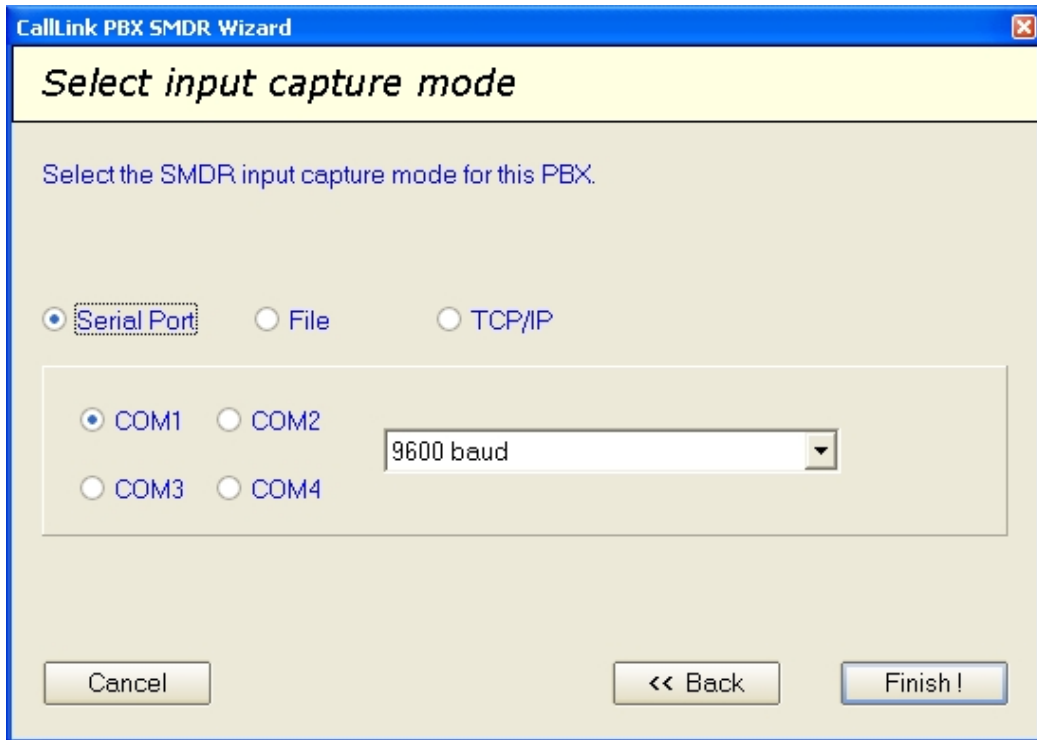 CallLink PBX SMDR Wizard
Select input capture mode
Select the SMDR input capture mode for this PBX.
Serial Port File TCP/IP
COM1 COM2
9600 baud
COM3 COM4
Cancel << Back Finish !